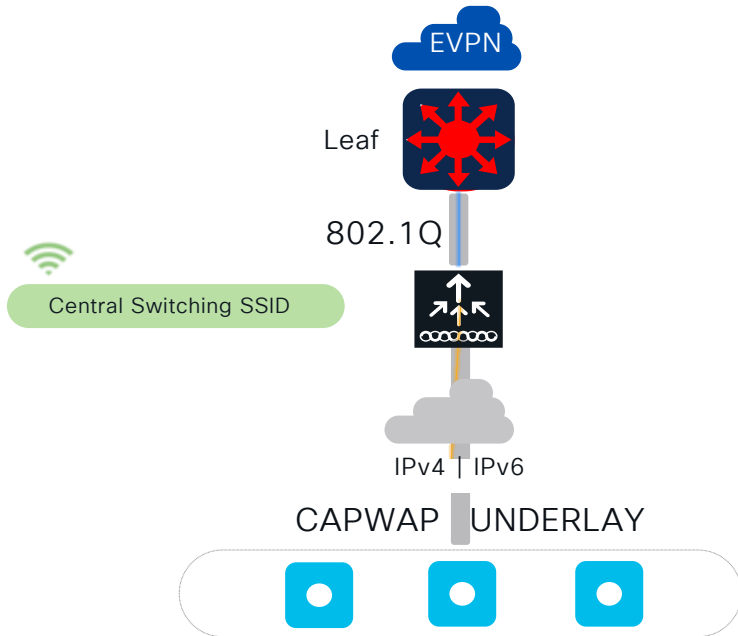 EVPN
Leaf
802.1Q
Central Switching SSID
IPv4 | IPv6
CAPWAP UNDERLAY